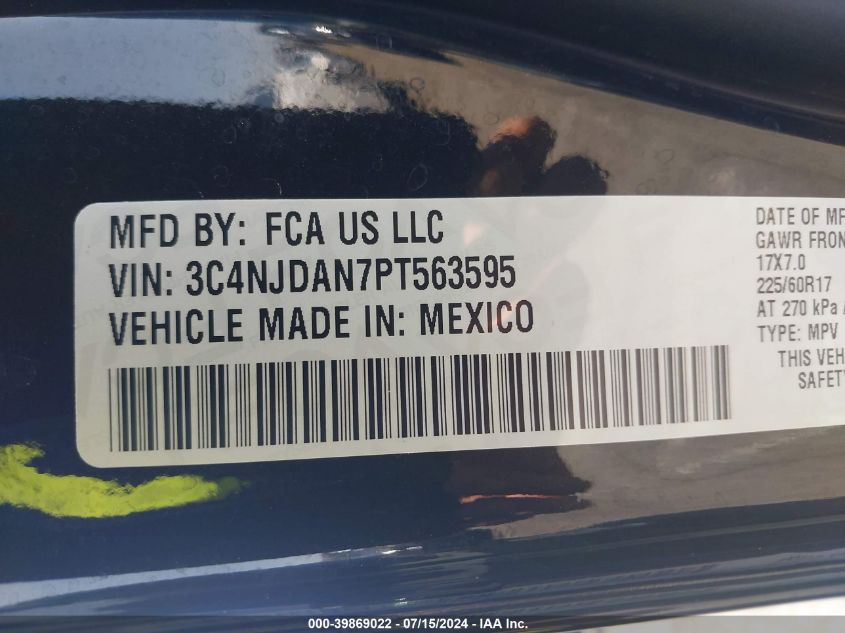 MFD BY: FCA US LLC
VIN: 3C4NJDAN7PT563595
VEHICLE MADE IN: MEXICO
DATE OF MF
GAWR FRON
17X7.0
225/60R17
AT 270 kPa
TYPE: MPV
THIS VEH
SAFETY
000-39869022 - 07/15/2024 - IAA Inc.